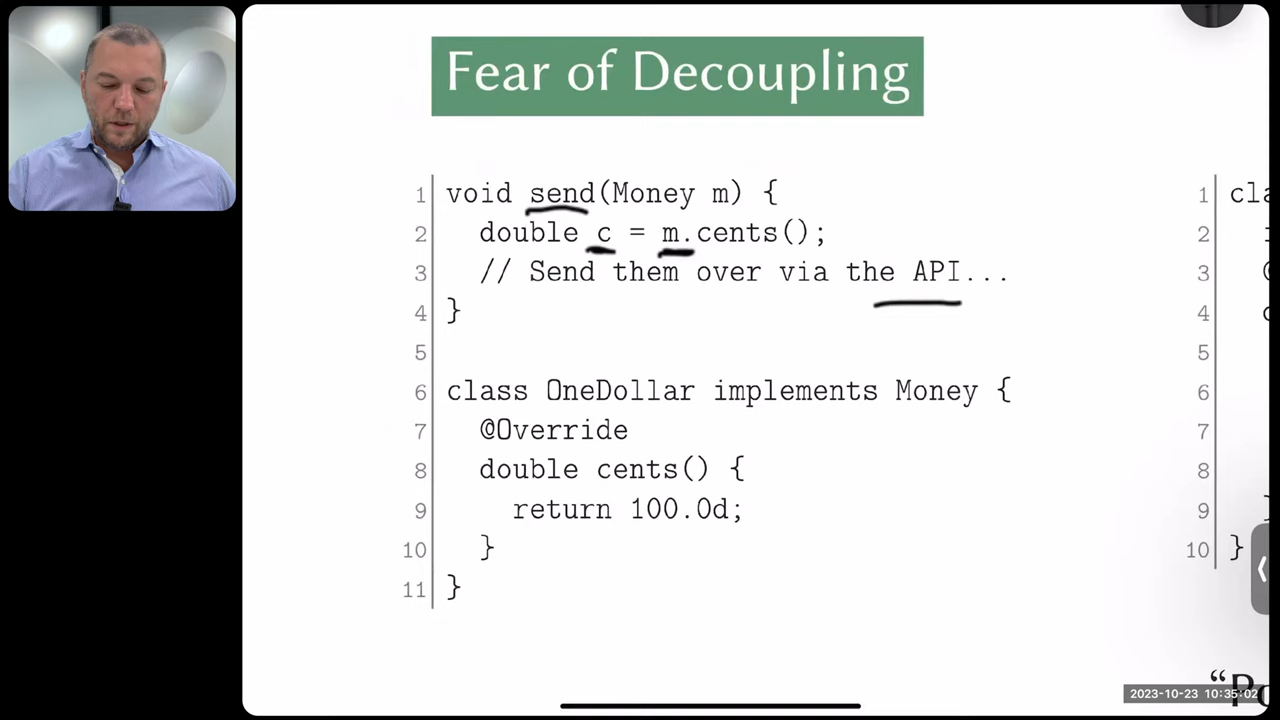 Fear of Decoupling
1 void send(Money m) {
2 double c = m.cents();
3 // Send them over via the API...
4 }
5
6 class OneDollar implements Money {
7 @Override
8 double cents() {
9 return 100.0d;
10 }
11 }
1
2
3
4
5
6
7
8
9
10 }
2023-10-23 10:35:02